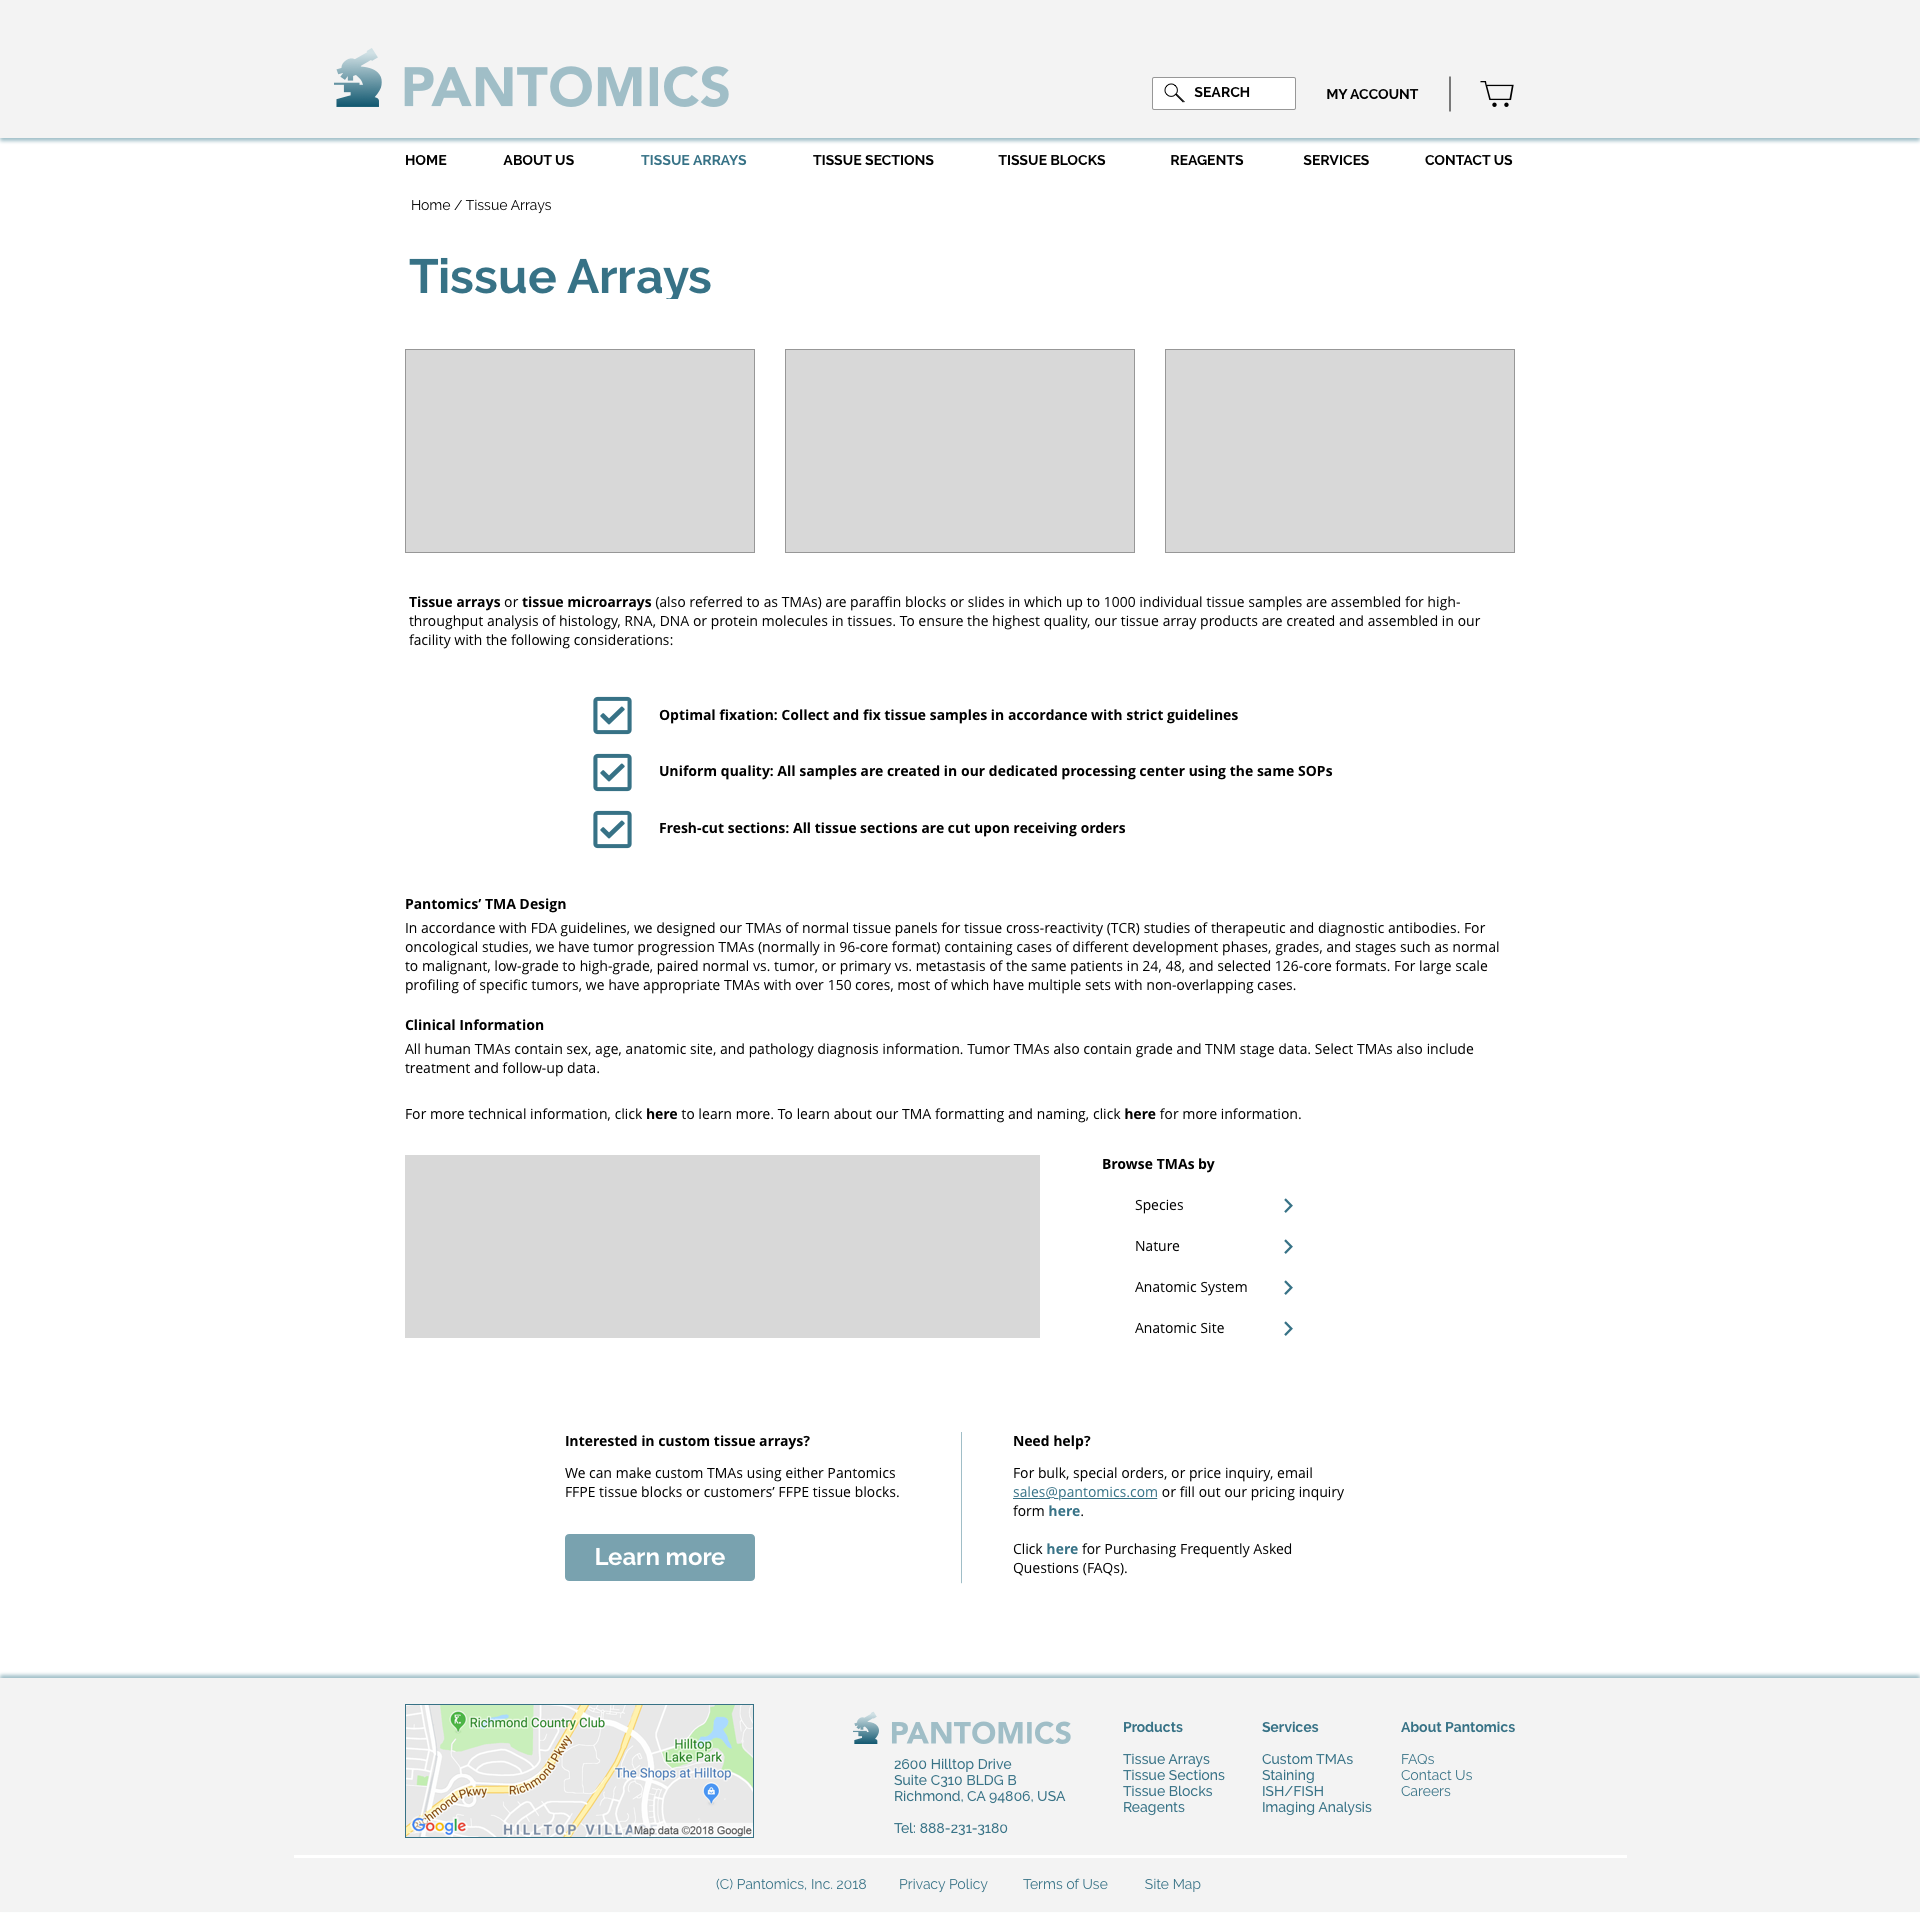 PANTOMICS
SEARCH
MY ACCOUNT
HOME
ABOUT US
TISSUE ARRAYS
TISSUE SECTIONS
TISSUE BLOCKS
REAGENTS
SERVICES
CONTACT US
Home / Tissue Arrays
Tissue Arrays
Tissue arrays or tissue microarrays (also referred to as TMAs) are paraffin blocks or slides in which up to 1000 individual tissue samples are assembled for high-
throughput analysis of histology, RNA, DNA or protein molecules in tissues. To ensure the highest quality, our tissue array products are created and assembled in our
facility with the following considerations:
Optimal fixation: Collect and fix tissue samples in accordance with strict guidelines
Uniform quality: All samples are created in our dedicated processing center using the same SOPs
Fresh-cut sections: All tissue sections are cut upon receiving orders
Pantomics’ TMA Design
In accordance with FDA guidelines, we designed our TMAs of normal tissue panels for tissue cross-reactivity (TCR) studies of therapeutic and diagnostic antibodies. For
oncological studies, we have tumor progression TMAs (normally in 96-core format) containing cases of different development phases, grades, and stages such as normal
to malignant, low-grade to high-grade, paired normal vs. tumor, or primary vs. metastasis of the same patients in 24, 48, and selected 126-core formats. For large scale
profiling of specific tumors, we have appropriate TMAs with over 150 cores, most of which have multiple sets with non-overlapping cases.
Clinical Information
All human TMAs contain sex, age, anatomic site, and pathology diagnosis information. Tumor TMAs also contain grade and TNM stage data. Select TMAs also include
treatment and follow-up data.
For more technical information, click here to learn more. To learn about our TMA formatting and naming, click here for more information.
Browse TMAs by
Species
Nature
Anatomic System
Anatomic Site
Interested in custom tissue arrays?
We can make custom TMAs using either Pantomics
FFPE tissue blocks or customers’ FFPE tissue blocks.
Learn more
Need help?
For bulk, special orders, or price inquiry, email
sales@pantomics.com or fill out our pricing inquiry
form here.
Click here for Purchasing Frequently Asked
Questions (FAQs).
Richmond Country Club
Hilltop
Lake Park
The Shops at Hilltop
Richmond Pkwy
hmond Pkwy
Google
HILLTOP VILLA
Map data ©2018 Google
PANTOMICS
2600 Hilltop Drive
Suite C310 BLDG B
Richmond, CA 94806, USA
Tel: 888-231-3180
Products
Tissue Arrays
Tissue Sections
Tissue Blocks
Reagents
Services
Custom TMAs
Staining
ISH/FISH
Imaging Analysis
About Pantomics
FAQs
Contact Us
Careers
(C) Pantomics, Inc. 2018
Privacy Policy
Terms of Use
Site Map